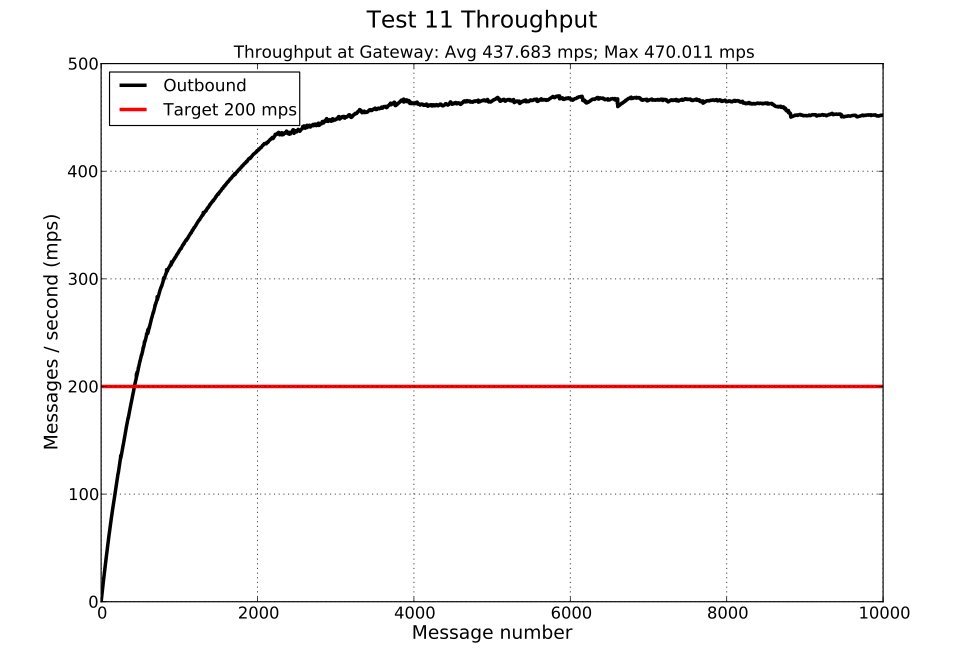 Test 11 Throughput
Throughput at Gateway: Avg 437.683 mps; Max 470.011 mps
Outbound
Target 200 mps
500
400
300
200
100
0
Messages / second (mps)
0 2000 4000 6000 8000 10000
Message number